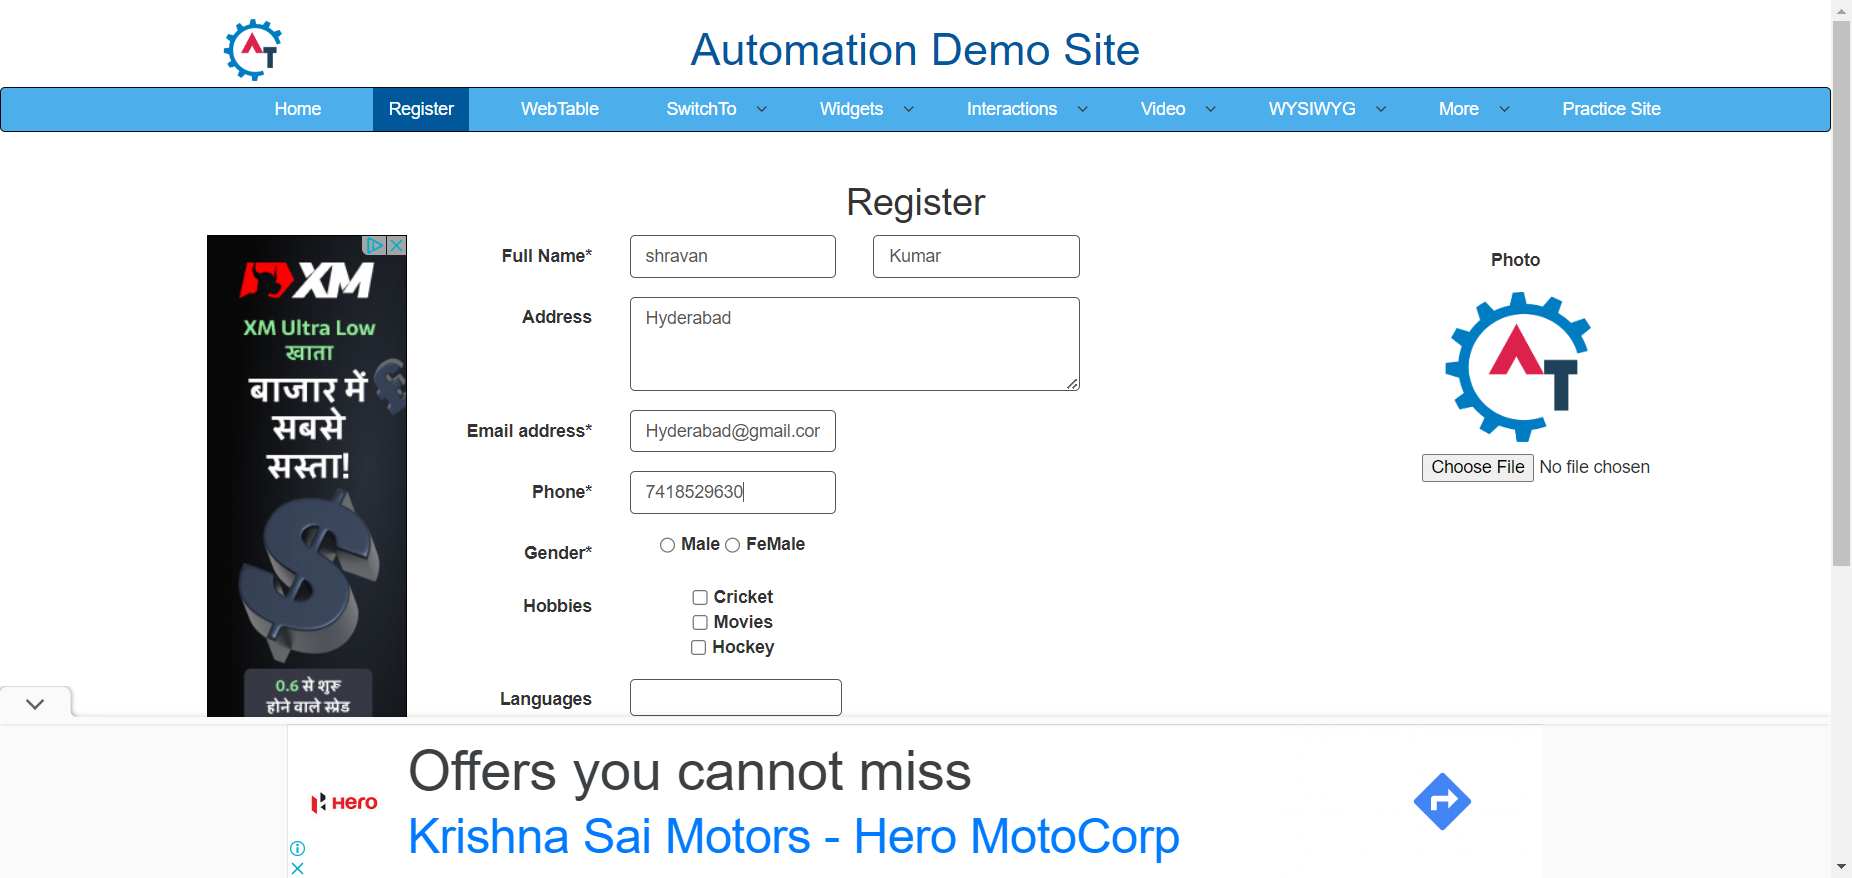 Automation Demo Site
Home Register WebTable SwitchTo Widgets Interactions Video WYSIWYG More Practice Site
Register
Full Name* shravan Kumar
Address Hyderabad
Email address* Hyderabad@gmail.cor
Phone* 7418529630
Gender* Male FeMale
Hobbies Cricket
Movies
Hockey
Languages
Photo
AT
Choose File No file chosen
XM
XM Ultra Low
खाता
बाजार में
सबसे
सस्ता!
0.6 से शुरू
होने वाले स्प्रेड
Offers you cannot miss
HERO
Krishna Sai Motors - Hero MotoCorp